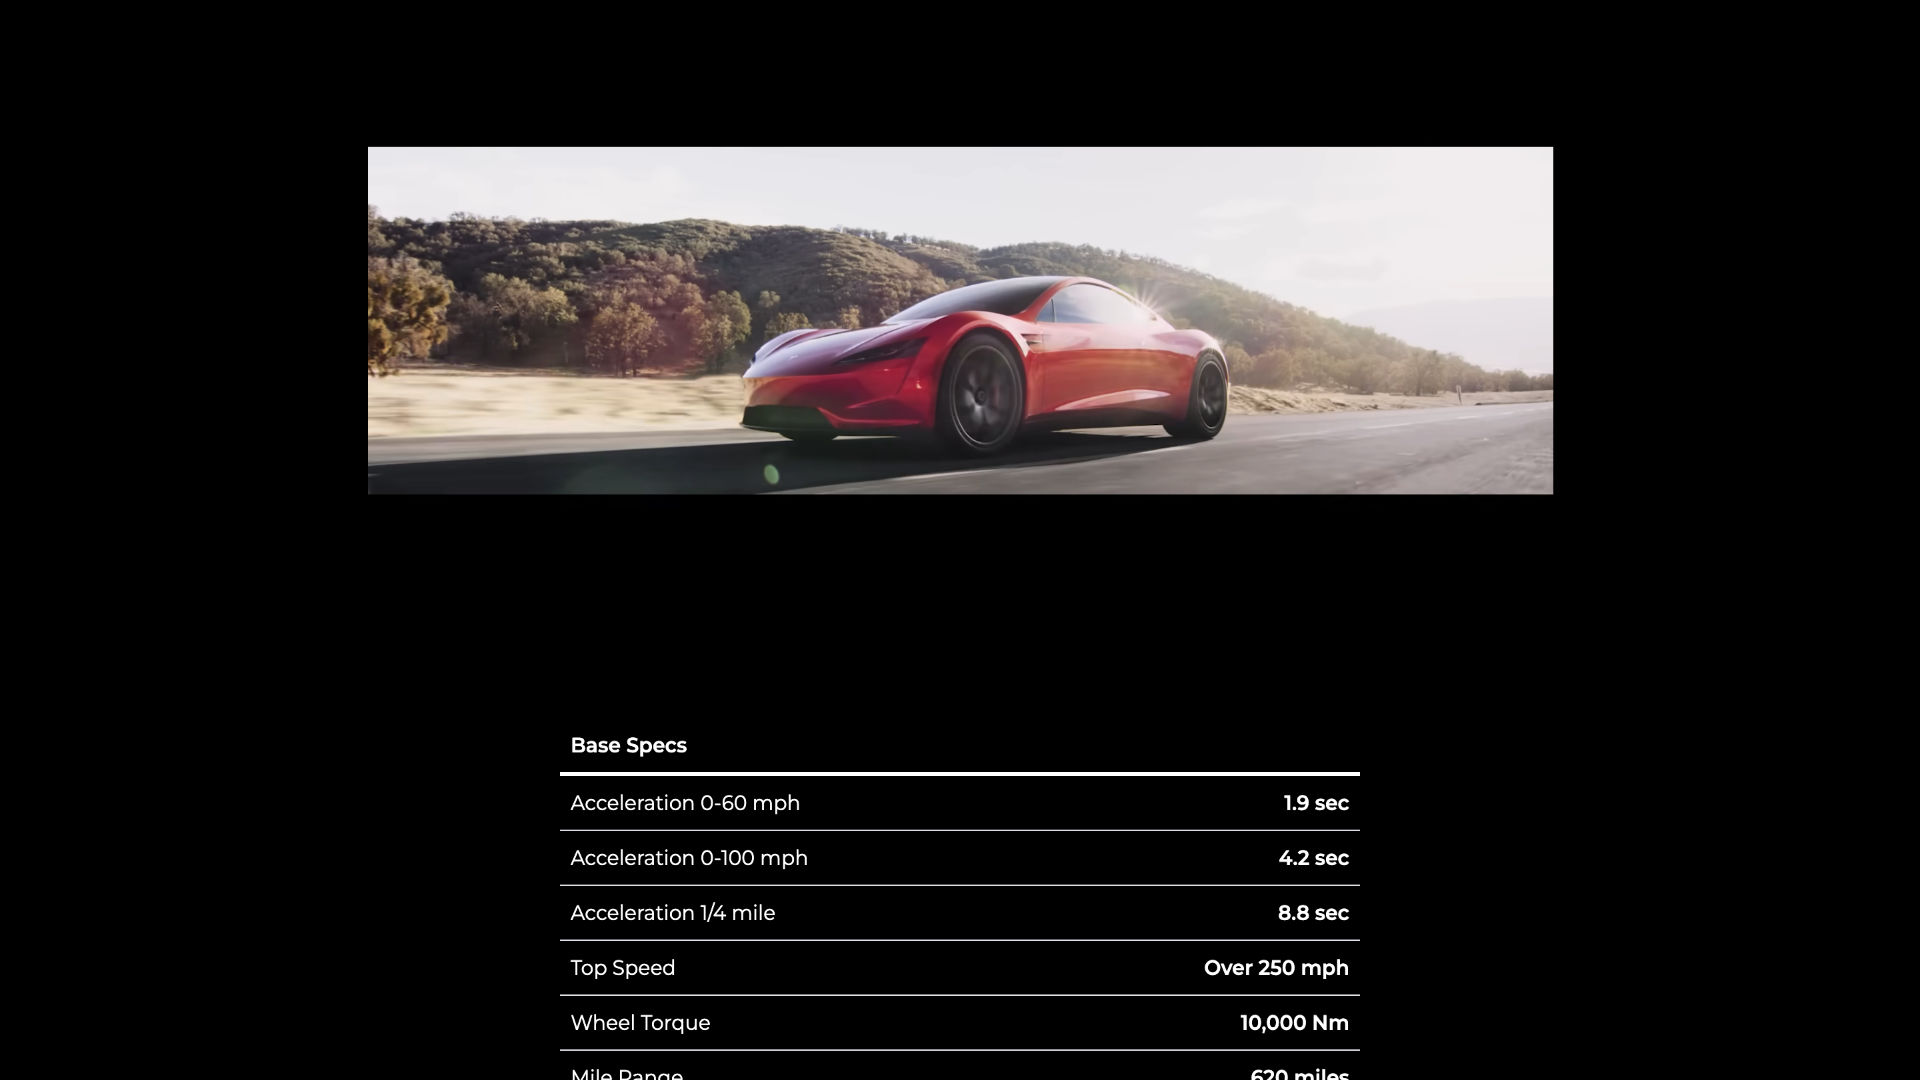 Base Specs
Acceleration 0-60 mph 1.9 sec
Acceleration 0-100 mph 4.2 sec
Acceleration 1/4 mile 8.8 sec
Top Speed Over 250 mph
Wheel Torque 10,000 Nm
Mile Range 620 miles